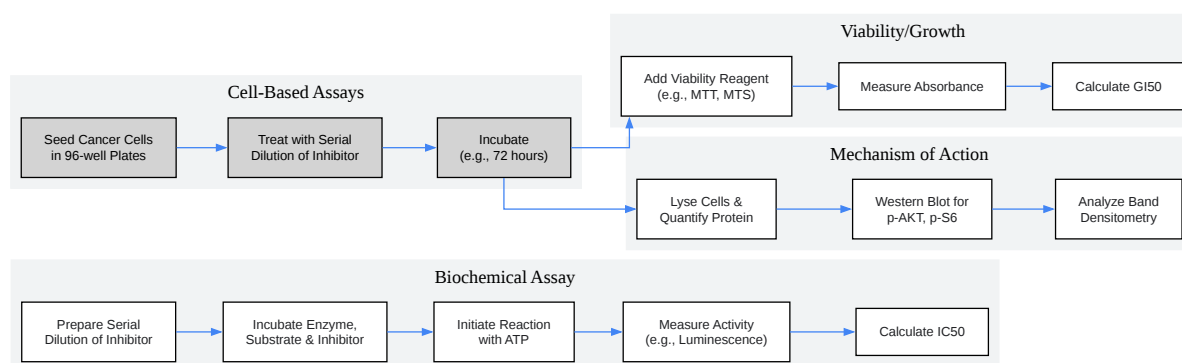 Viability/Growth
Add Viability Reagent
(e.g., MTT, MTS)
Measure Absorbance
Calculate GI50
Cell-Based Assays
Seed Cancer Cells
in 96-well Plates
Treat with Serial
Dilution of Inhibitor
Incubate
(e.g., 72 hours)
Mechanism of Action
Lyse Cells &
Quantify Protein
Western Blot for
p-AKT, p-S6
Analyze Band
Densitometry
Biochemical Assay
Prepare Serial
Dilution of Inhibitor
Incubate Enzyme,
Substrate & Inhibitor
Initiate Reaction
with ATP
Measure Activity
(e.g., Luminescence)
Calculate IC50